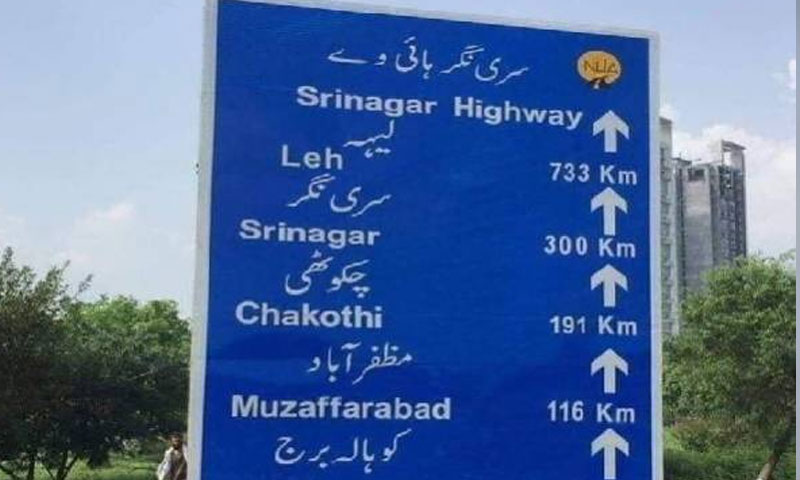 سری نگر ہائی وے
NHA
Srinagar Highway
لیہہ
Leh 733 Km
سری نگر
Srinagar 300 Km
چکوٹھی
Chakothi 191 Km
مظفر آباد
Muzaffarabad 116 Km
کوہالہ برج